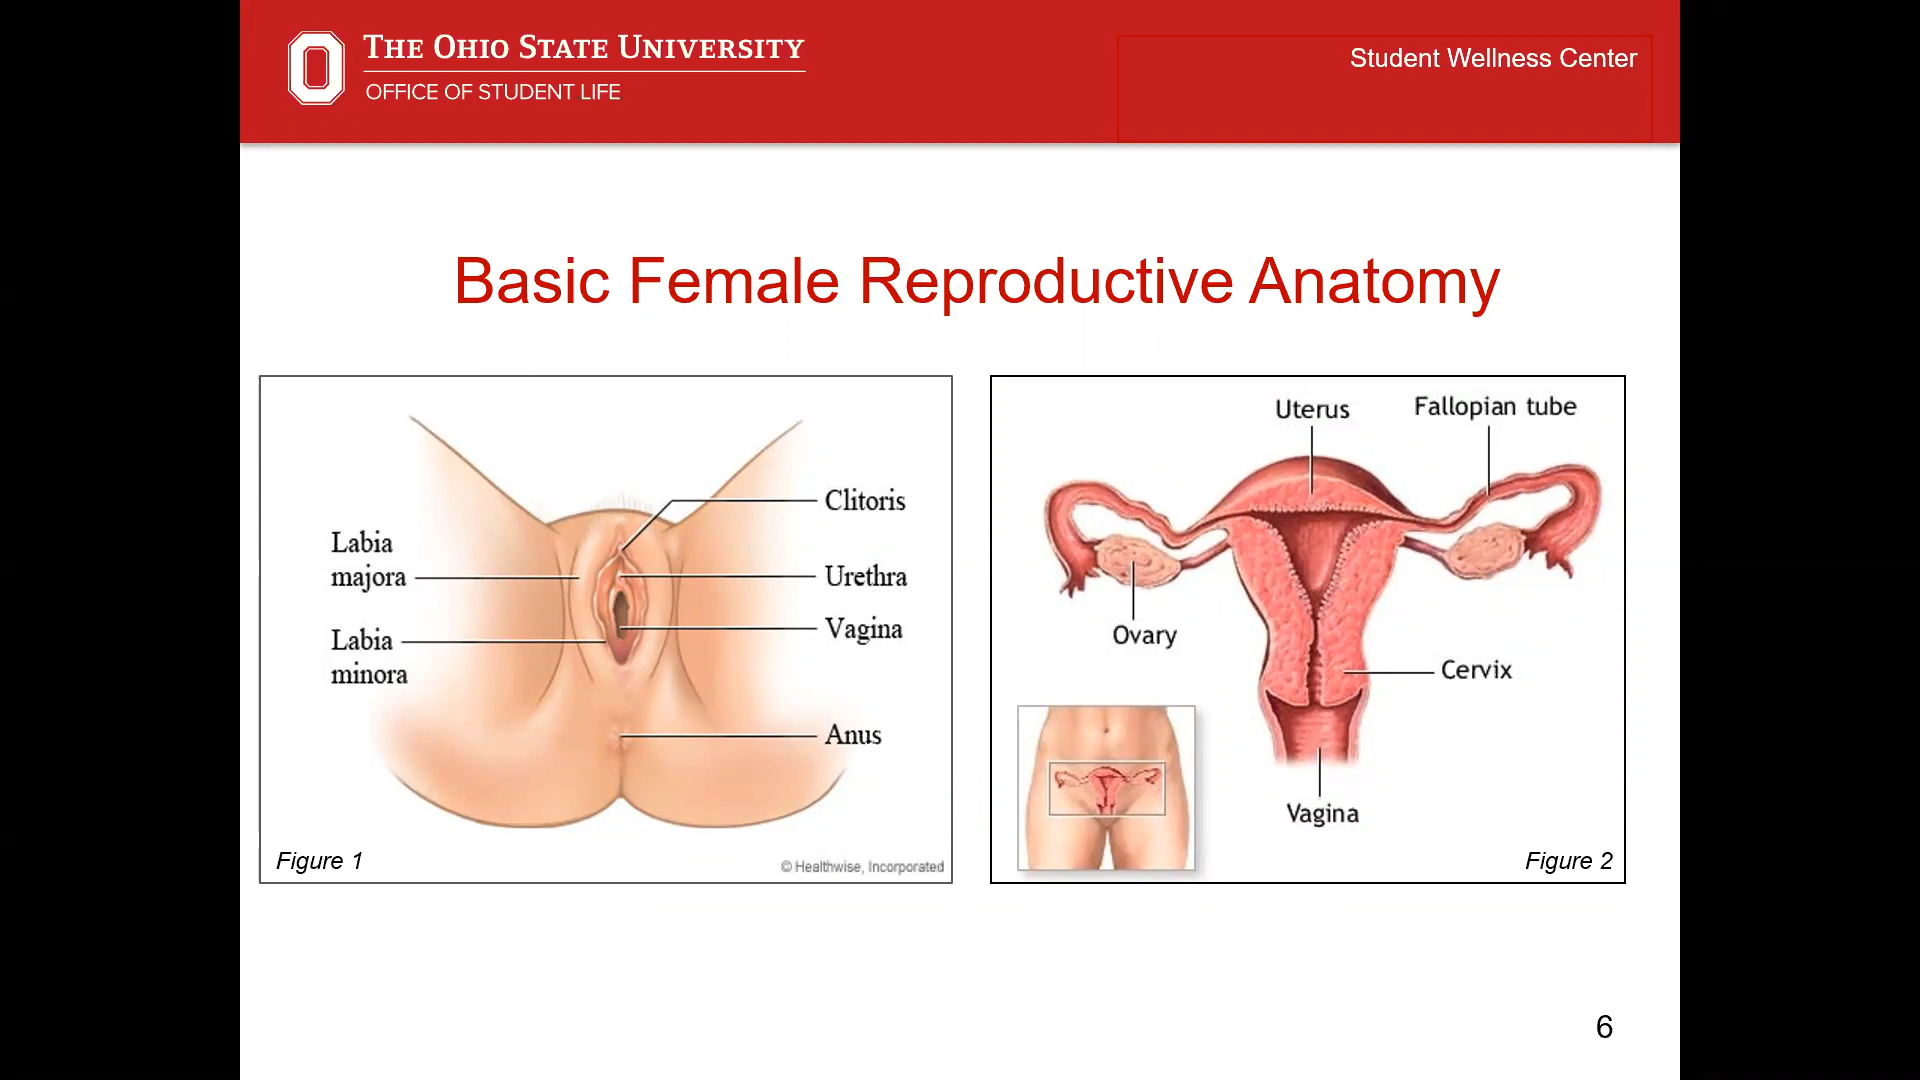 THE OHIO STATE UNIVERSITY
OFFICE OF STUDENT LIFE
Student Wellness Center
Basic Female Reproductive Anatomy
Clitoris
Labia
majora
Urethra
Vagina
Labia
minora
Anus
Figure 1
© Healthwise, Incorporated
Uterus
Fallopian tube
Ovary
Cervix
Vagina
Figure 2
6